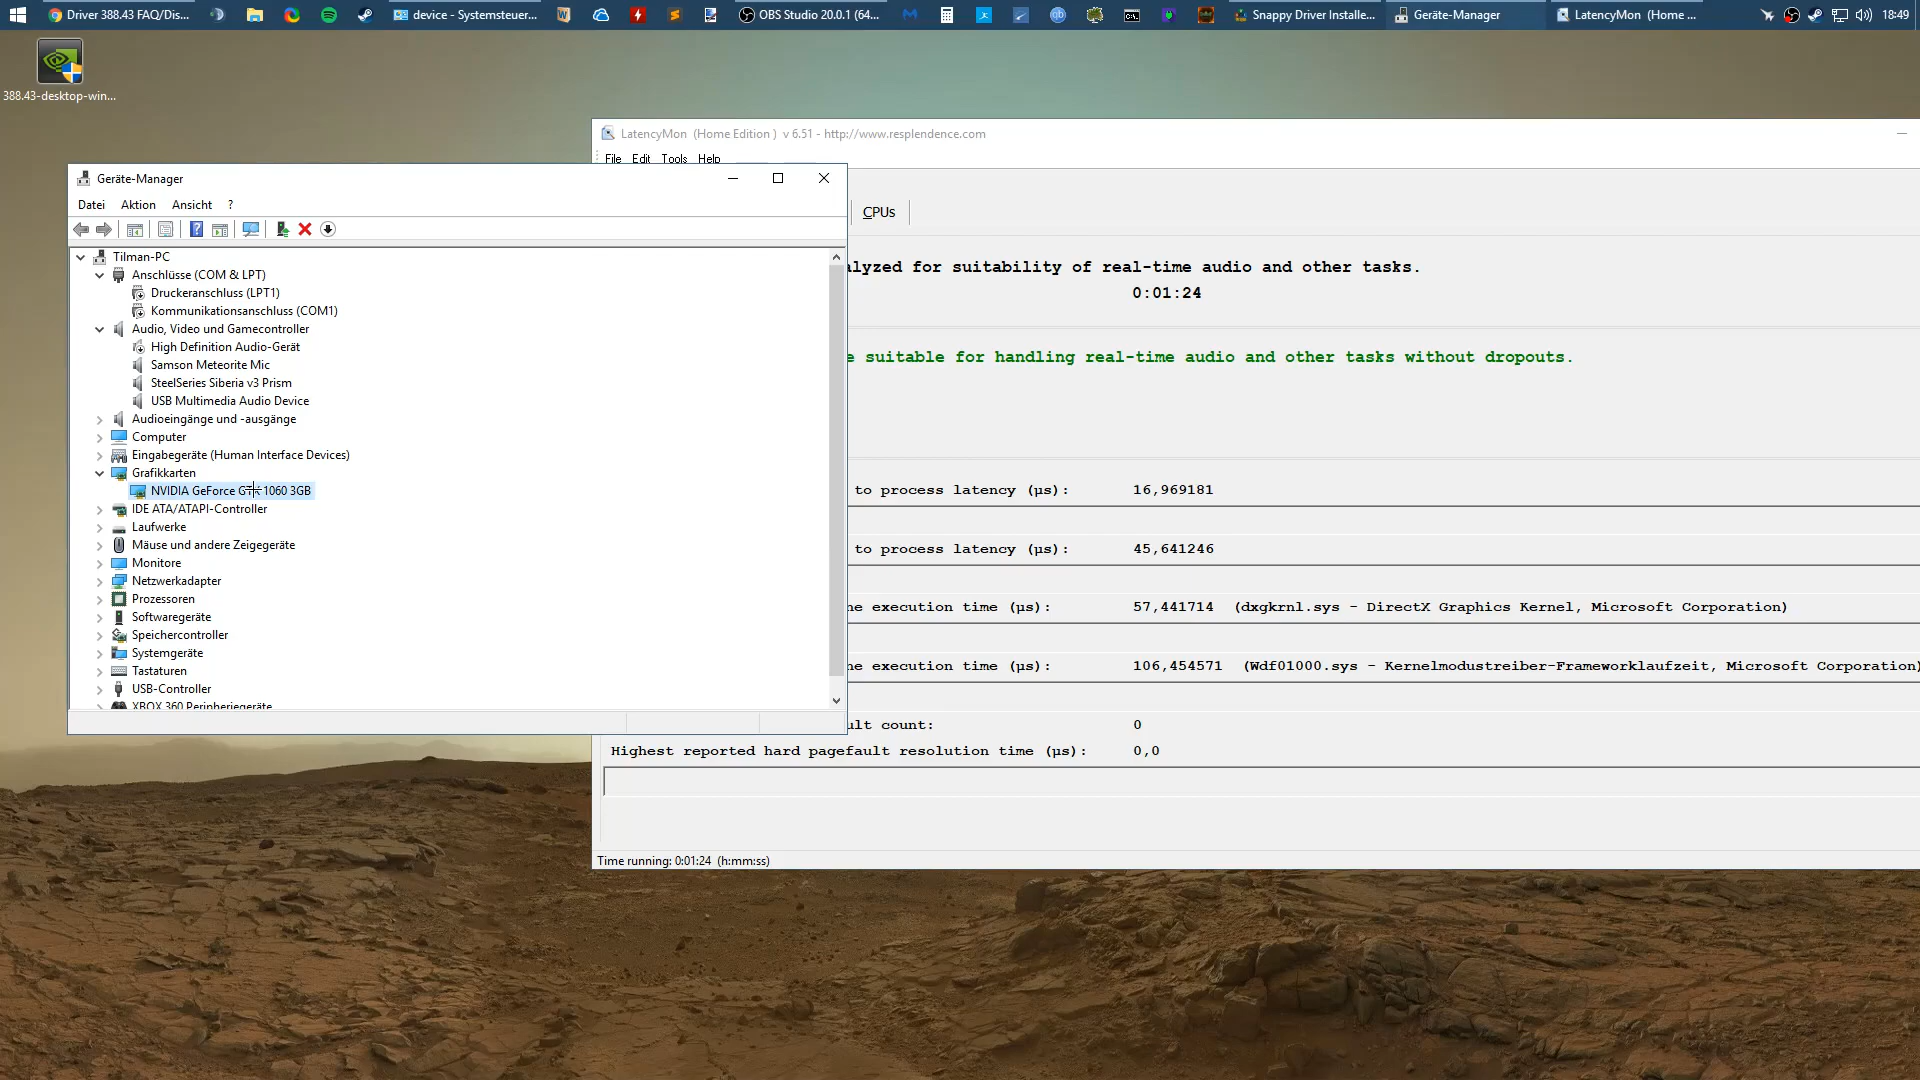 Driver 388.43 FAQ/Dis...
device - Systemsteuer...
OBS Studio 20.0.1 (64...
Snappy Driver Installe...
Geräte-Manager
LatencyMon (Home ...
18:49
388.43-desktop-win...
LatencyMon (Home Edition ) v 6.51 - http://www.resplendence.com
File Edit Tools Help
Geräte-Manager
Datei Aktion Ansicht ?
CPUs
Tilman-PC
Anschlüsse (COM & LPT)
Druckeranschluss (LPT1)
Kommunikationsanschluss (COM1)
Audio, Video und Gamecontroller
High Definition Audio-Gerät
Samson Meteorite Mic
SteelSeries Siberia v3 Prism
USB Multimedia Audio Device
Audioeingänge und -ausgänge
Computer
Eingabegeräte (Human Interface Devices)
Grafikkarten
NVIDIA GeForce GTX 1060 3GB
IDE ATA/ATAPI-Controller
Laufwerke
Mäuse und andere Zeigegeräte
Monitore
Netzwerkadapter
Prozessoren
Softwaregeräte
Speichercontroller
Systemgeräte
Tastaturen
USB-Controller
XBOX 360 Peripheriegeräte
alyzed for suitability of real-time audio and other tasks.
0:01:24
e suitable for handling real-time audio and other tasks without dropouts.
to process latency (µs): 16,969181
to process latency (µs): 45,641246
ne execution time (µs): 57,441714 (dxgkrnl.sys - DirectX Graphics Kernel, Microsoft Corporation)
ne execution time (µs): 106,454571 (Wdf01000.sys - Kernelmodustreiber-Frameworklaufzeit, Microsoft Corporation)
ult count: 0
Highest reported hard pagefault resolution time (µs): 0,0
Time running: 0:01:24 (h:mm:ss)